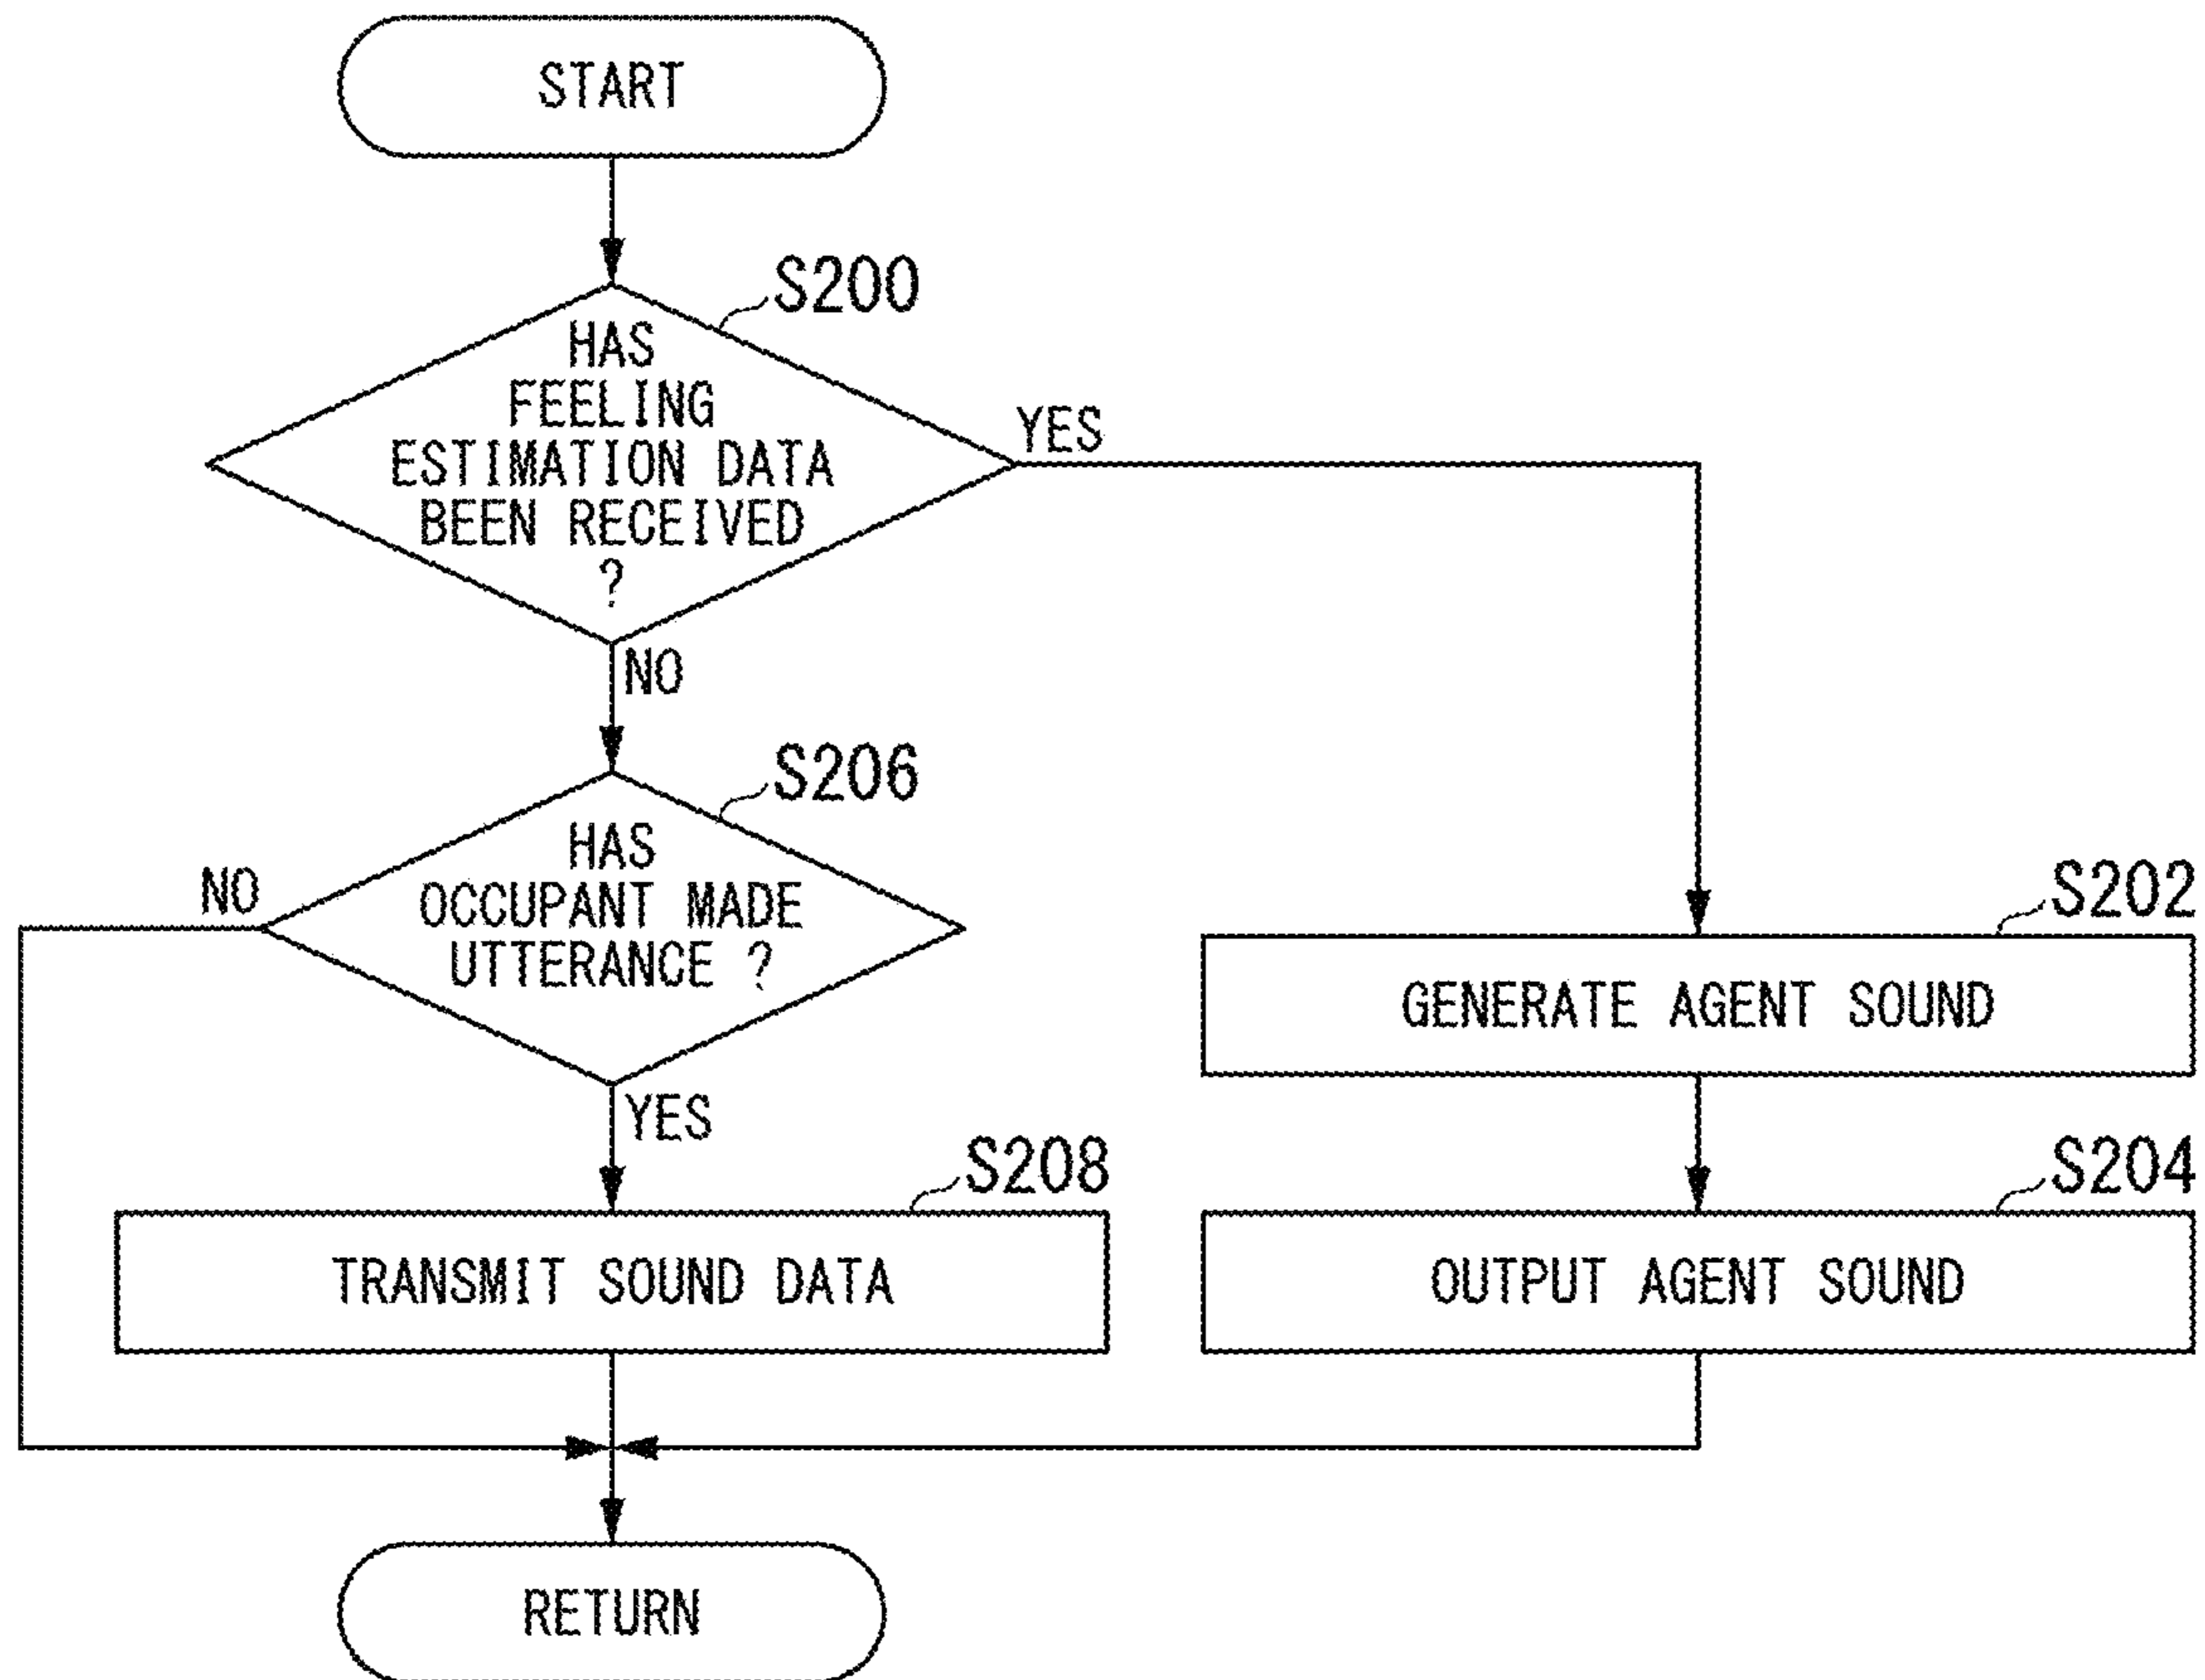 START
S200
HAS
FEELING
ESTIMATION DATA
BEEN RECEIVED
?
YES
NO
S206
HAS
OCCUPANT MADE
UTTERANCE ?
NO
YES
S202
GENERATE AGENT SOUND
S208
TRANSMIT SOUND DATA
S204
OUTPUT AGENT SOUND
RETURN